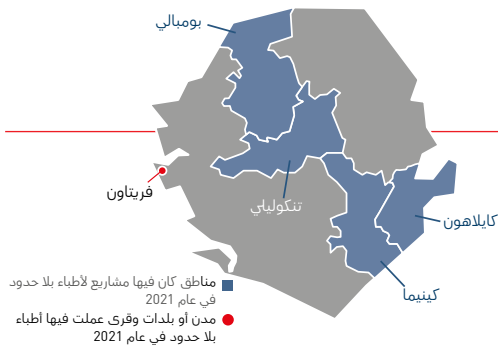 بومبالي
فريتاون
تنكوليلي
كايلاهون
كينيما
مناطق كان فيها مشاريع لأطباء بلا حدود
في عام 2021
مدن أو بلدات وقرى عملت فيها أطباء
بلا حدود في عام 2021